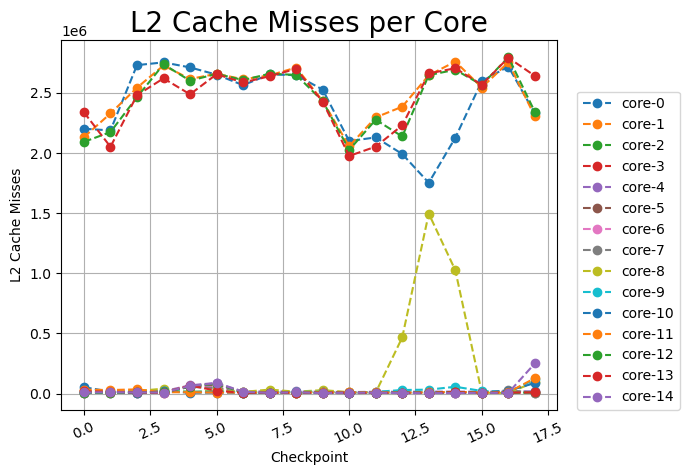 L2 Cache Misses per Core
1e6
2.5
2.0
1.5
1.0
0.5
0.0
L2 Cache Misses
0.0 2.5 5.0 7.5 10.0 12.5 15.0 17.5
Checkpoint
core-0
core-1
core-2
core-3
core-4
core-5
core-6
core-7
core-8
core-9
core-10
core-11
core-12
core-13
core-14